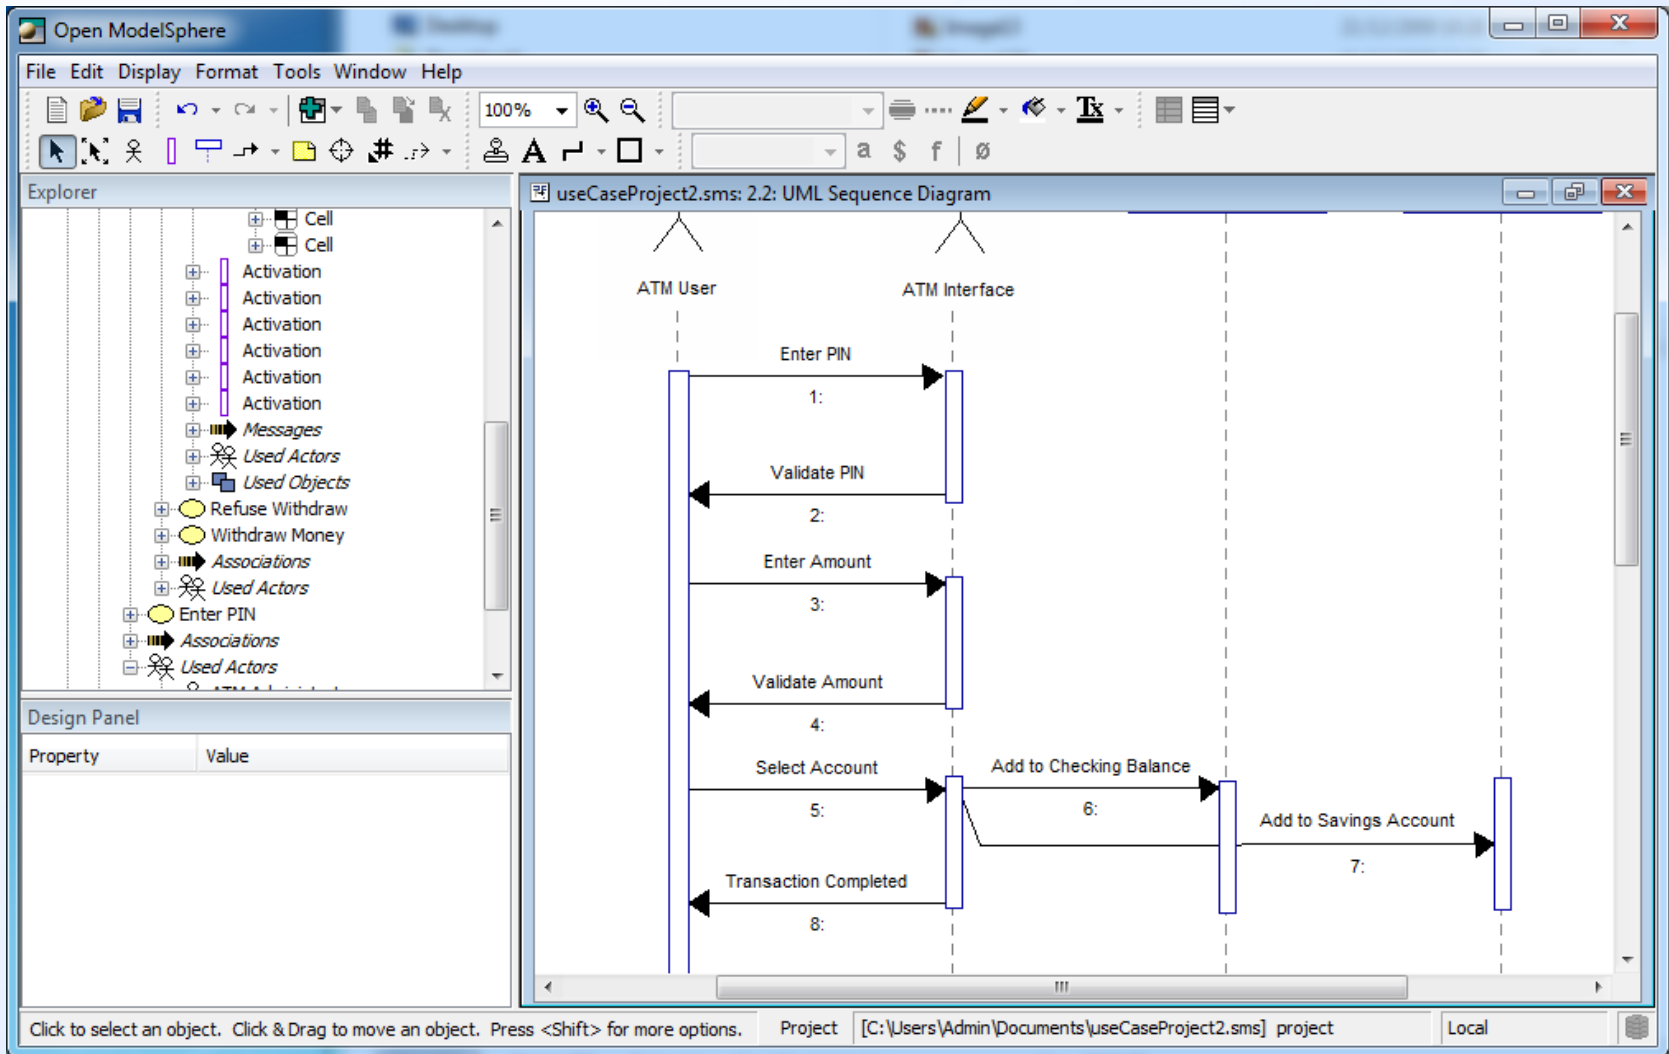 Open ModelSphere
File Edit Display Format Tools Window Help
100%
Tx
A a $ f ø
Explorer
Cell
Cell
Activation
Activation
Activation
Activation
Activation
Activation
Messages
Used Actors
Used Objects
Refuse Withdraw
Withdraw Money
Associations
Used Actors
Enter PIN
Associations
Used Actors
Design Panel
Property Value
useCaseProject2.sms: 2.2: UML Sequence Diagram
ATM User ATM Interface
Enter PIN
1:
Validate PIN
2:
Enter Amount
3:
Validate Amount
4:
Select Account Add to Checking Balance
5: 6:
Add to Savings Account
7:
Transaction Completed
8:
Click to select an object. Click & Drag to move an object. Press <Shift> for more options. Project [C:\Users\Admin\Documents\useCaseProject2.sms] project Local